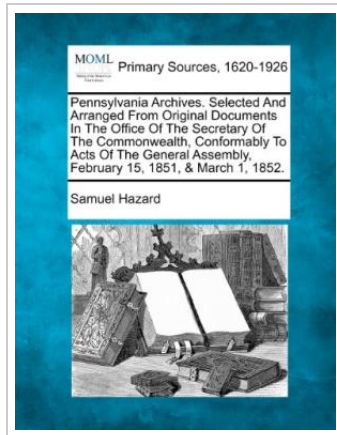 MOML
Primary Sources, 1620-1926
Pennsylvania Archives. Selected And
Arranged From Original Documents
In The Office Of The Secretary Of
The Commonwealth, Conformably To
Acts Of The General Assembly,
February 15, 1851, & March 1, 1852.
Samuel Hazard